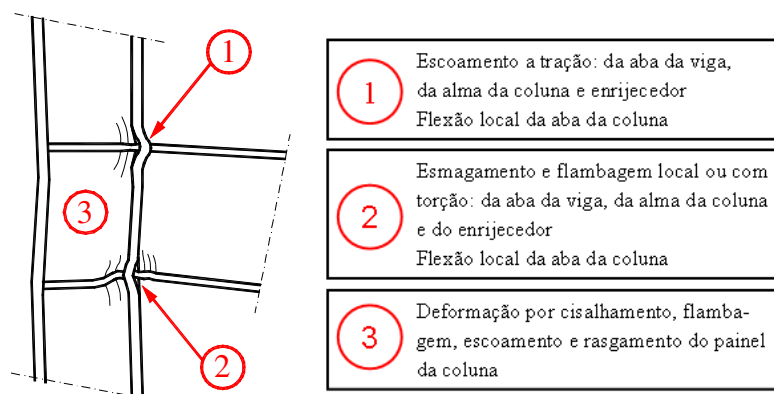 1
3
2
1
Escoamento a tração: da aba da viga,
da alma da coluna e enrijecedor
Flexão local da aba da coluna
2
Esmagamento e flambagem local ou com
torção: da aba da viga, da alma da coluna
e do enrijecedor
Flexão local da aba da coluna
3
Deformação por cisalhamento, flamba-
gem, escoamento e rasgamento do painel
da coluna